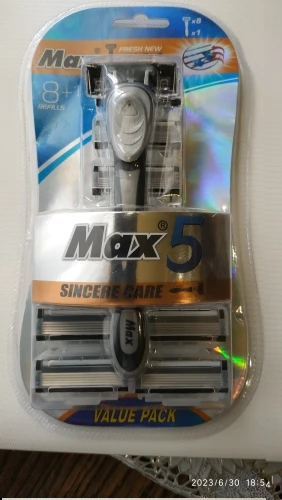 Max FRESH NEW
x8
x1
8+1
REFILLS
Max® 5
SINCERE CARE
Max
VALUE PACK
2023/6/30 18:54